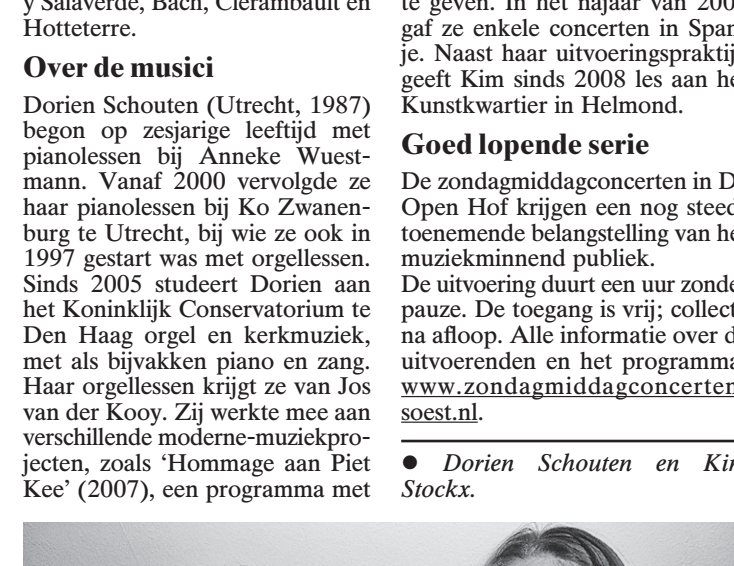 y Salaverde, Bach, Clérambault en
Hotteterre.
Over de musici
Dorien Schouten (Utrecht, 1987)
begon op zesjarige leeftijd met
pianolessen bij Anneke Wuest-
mann. Vanaf 2000 vervolgde ze
haar pianolessen bij Ko Zwanen-
burg te Utrecht, bij wie ze ook in
1997 gestart was met orgellessen.
Sinds 2005 studeert Dorien aan
het Koninklijk Conservatorium te
Den Haag orgel en kerkmuziek,
met als bijvakken piano en zang.
Haar orgellessen krijgt ze van Jos
van der Kooy. Zij werkte mee aan
verschillende moderne-muziekpro-
jecten, zoals ‘Hommage aan Piet
Kee’ (2007), een programma met
te geven. In het najaar van 200
gaf ze enkele concerten in Span
je. Naast haar uitvoeringspraktij
geeft Kim sinds 2008 les aan he
Kunstkwartier in Helmond.
Goed lopende serie
De zondagmiddagconcerten in D
Open Hof krijgen een nog steed
toenemende belangstelling van he
muziekminnend publiek.
De uitvoering duurt een uur zonde
pauze. De toegang is vrij; collect
na afloop. Alle informatie over d
uitvoerenden en het programma
www.zondagmiddagconcerten
soest.nl.
● Dorien Schouten en Kin
Stockx.